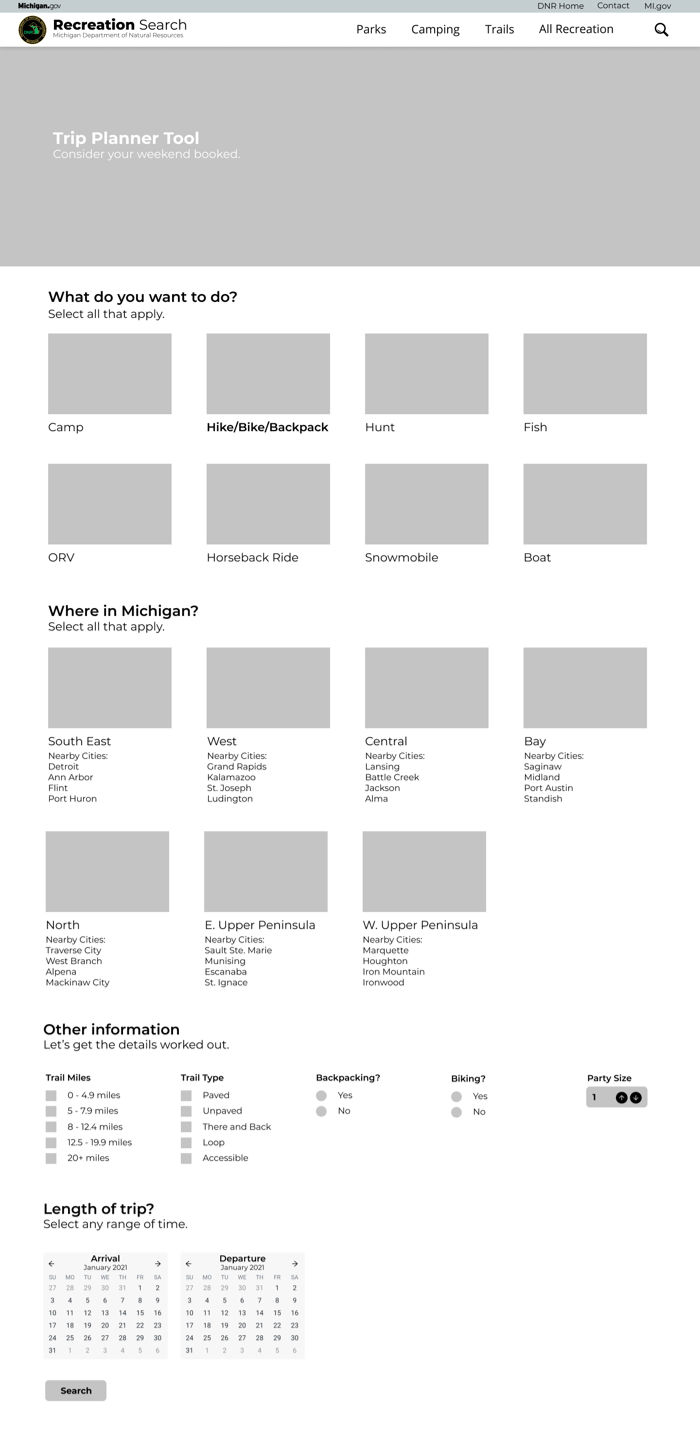 Michigan.gov
DNR Home Contact MI.gov
Recreation Search
Michigan Department of Natural Resources
Parks Camping Trails All Recreation
Trip Planner Tool
Consider your weekend booked.
What do you want to do?
Select all that apply.
Camp Hike/Bike/Backpack Hunt Fish
ORV Horseback Ride Snowmobile Boat
Where in Michigan?
Select all that apply.
South East
Nearby Cities:
Detroit
Ann Arbor
Flint
Port Huron
West
Nearby Cities:
Grand Rapids
Kalamazoo
St. Joseph
Ludington
Central
Nearby Cities:
Lansing
Battle Creek
Jackson
Alma
Bay
Nearby Cities:
Saginaw
Midland
Port Austin
Standish
North
Nearby Cities:
Traverse City
West Branch
Alpena
Mackinaw City
E. Upper Peninsula
Nearby Cities:
Sault Ste. Marie
Munising
Escanaba
St. Ignace
W. Upper Peninsula
Nearby Cities:
Marquette
Houghton
Iron Mountain
Ironwood
Other information
Let's get the details worked out.
Trail Miles
0 - 4.9 miles
5 - 7.9 miles
8 - 12.4 miles
12.5 - 19.9 miles
20+ miles
Trail Type
Paved
Unpaved
There and Back
Loop
Accessible
Backpacking?
Yes
No
Biking?
Yes
No
Party Size
1
Length of trip?
Select any range of time.
Arrival
January 2021
SU MO TU WE TH FR SA
27 28 29 30 31 1 2
3 4 5 6 7 8 9
10 11 12 13 14 15 16
17 18 19 20 21 22 23
24 25 26 27 28 29 30
31 1 2 3 4 5 6
Departure
January 2021
SU MO TU WE TH FR SA
27 28 29 30 31 1 2
3 4 5 6 7 8 9
10 11 12 13 14 15 16
17 18 19 20 21 22 23
24 25 26 27 28 29 30
31 1 2 3 4 5 6
Search